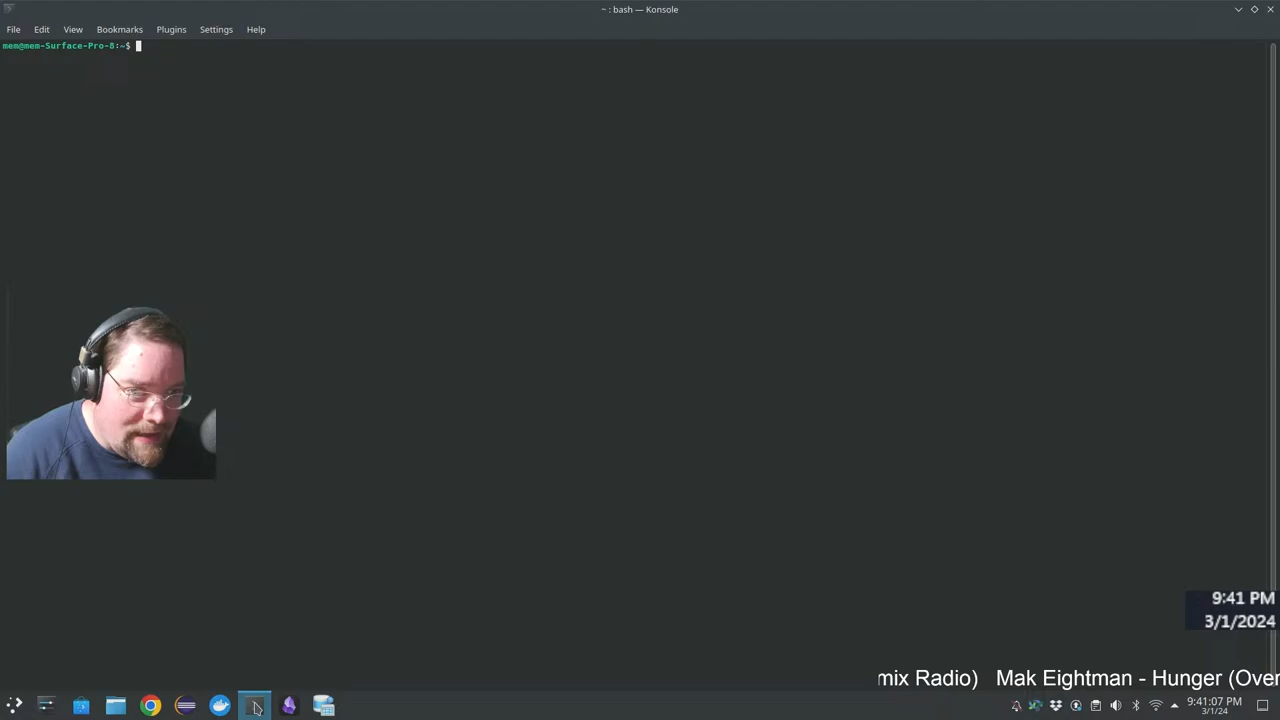 ~ : bash — Konsole
File Edit View Bookmarks Plugins Settings Help
mem@mem-Surface-Pro-8:~$
9:41 PM
3/1/2024
mix Radio) Mak Eightman - Hunger (Over
9:41:07 PM
3/1/24